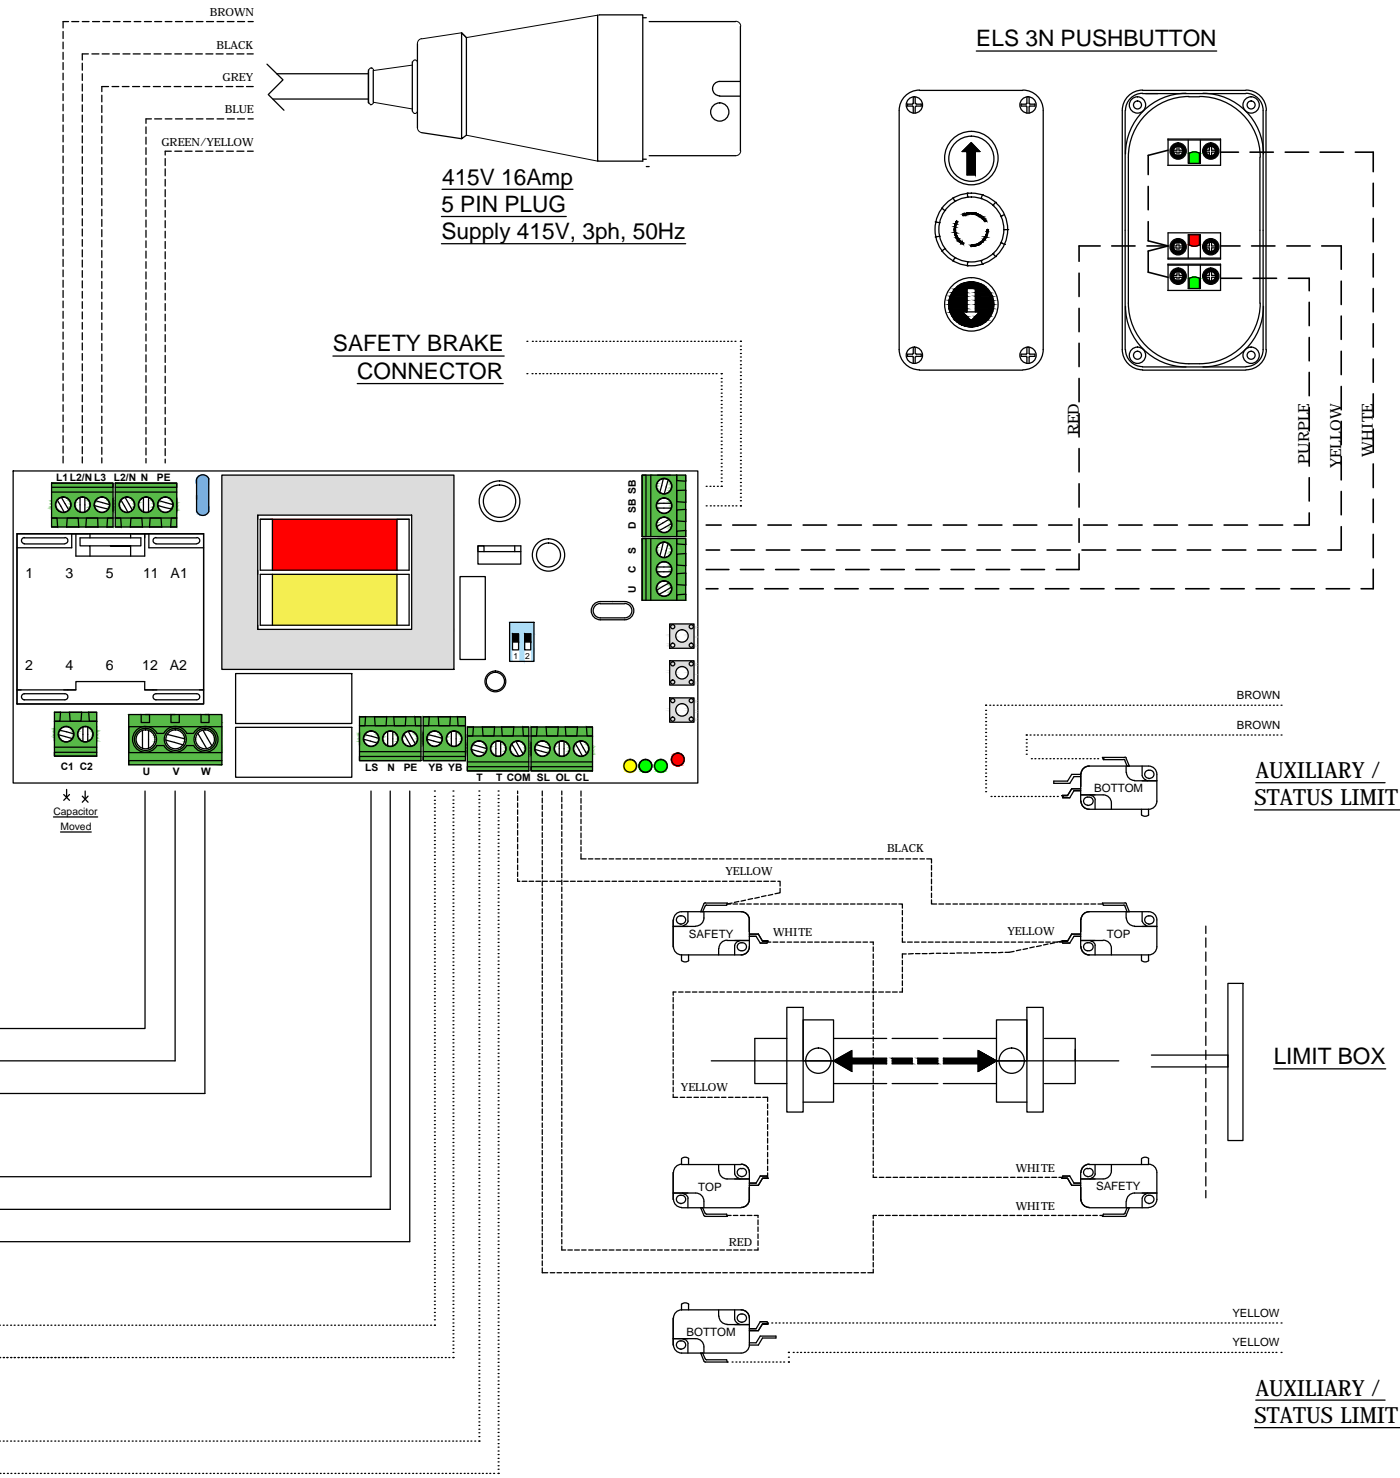 BROWN
BLACK
GREY
BLUE
GREEN/YELLOW
415V 16Amp
5 PIN PLUG
Supply 415V, 3ph, 50Hz
ELS 3N PUSHBUTTON
SAFETY BRAKE
CONNECTOR
RED
PURPLE
YELLOW
WHITE
L1 L2/N L3 L2/N N PE
SB
SB
D
S
C
U
1 3 5 11 A1
2 4 6 12 A2
1 2
C1 C2
U V W
LS N PE YB YB
T T COM SL OL CL
Capacitor
Moved
BROWN
BROWN
BOTTOM
AUXILIARY /
STATUS LIMIT
BLACK
YELLOW
SAFETY
WHITE
YELLOW
TOP
LIMIT BOX
YELLOW
TOP
RED
WHITE
WHITE
SAFETY
BOTTOM
YELLOW
YELLOW
AUXILIARY /
STATUS LIMIT